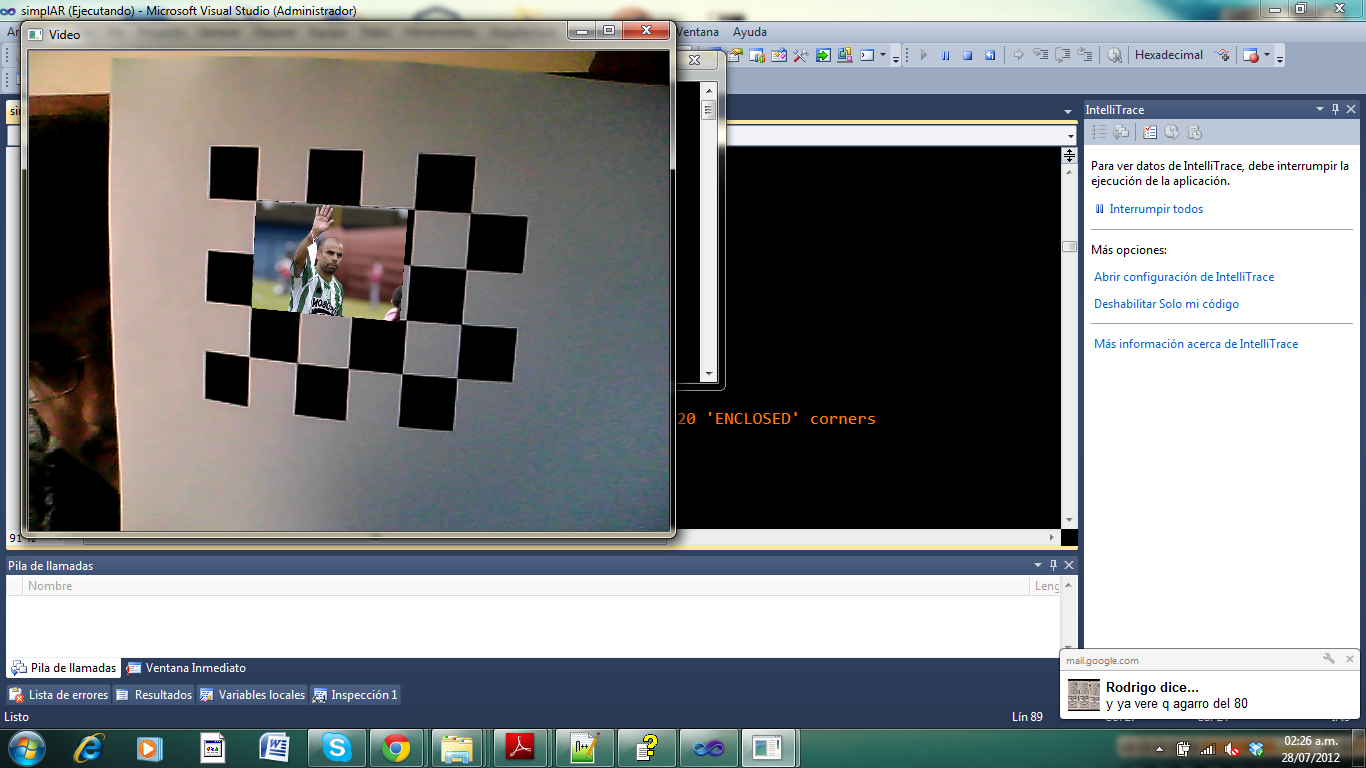 simplAR (Ejecutando) - Microsoft Visual Studio (Administrador)
Video
Ventana
Ayuda
Hexadecimal
IntelliTrace
Para ver datos de IntelliTrace, debe interrumpir la
ejecución de la aplicación.
Interrumpir todos
Más opciones:
Abrir configuración de IntelliTrace
Deshabilitar Solo mi código
Más información acerca de IntelliTrace
20 'ENCLOSED' corners
Pila de llamadas
Nombre
Leng
Pila de llamadas
Ventana Inmediato
Lista de errores
Resultados
Variables locales
Inspección 1
Listo
Lín 89
mail.google.com
Rodrigo dice...
y ya vere q agarro del 80
02:26 a.m.
28/07/2012